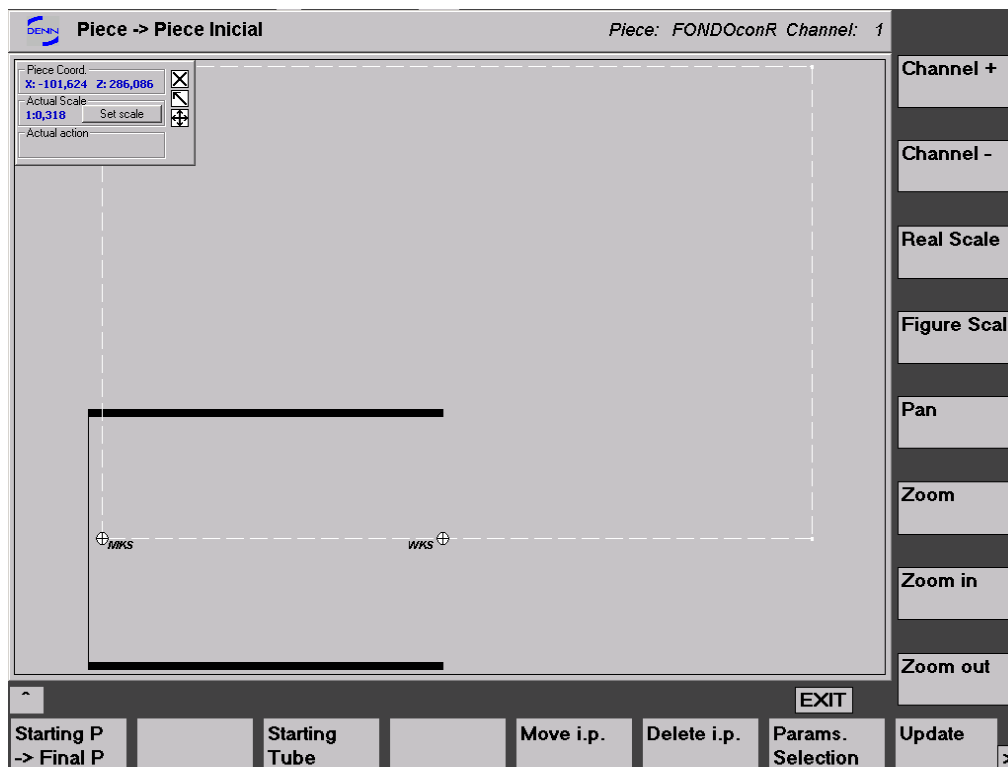 DENN
Piece -> Piece Inicial
Piece: FONDOconR Channel: 1
Piece Coord.
X: -101,624 Z: 286,086
Actual Scale
1:0,318 Set scale
Actual action
MKS
WKS
Channel +
Channel -
Real Scale
Figure Scal
Pan
Zoom
Zoom in
Zoom out
^
EXIT
Starting P
-> Final P
Starting
Tube
Move i.p.
Delete i.p.
Params.
Selection
Update
>